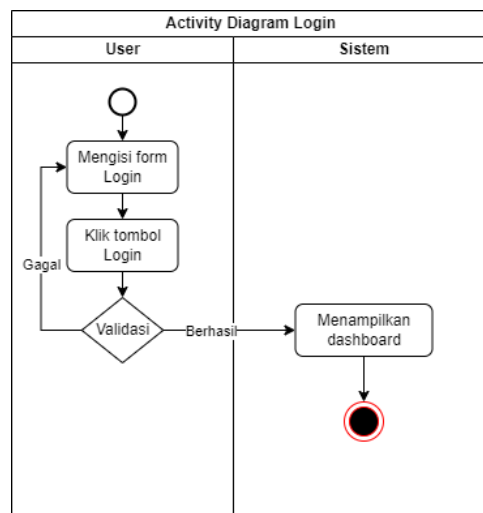 Activity Diagram Login
User
Sistem
Mengisi form
Login
Klik tombol
Login
Gagal
Validasi
Berhasil
Menampilkan
dashboard